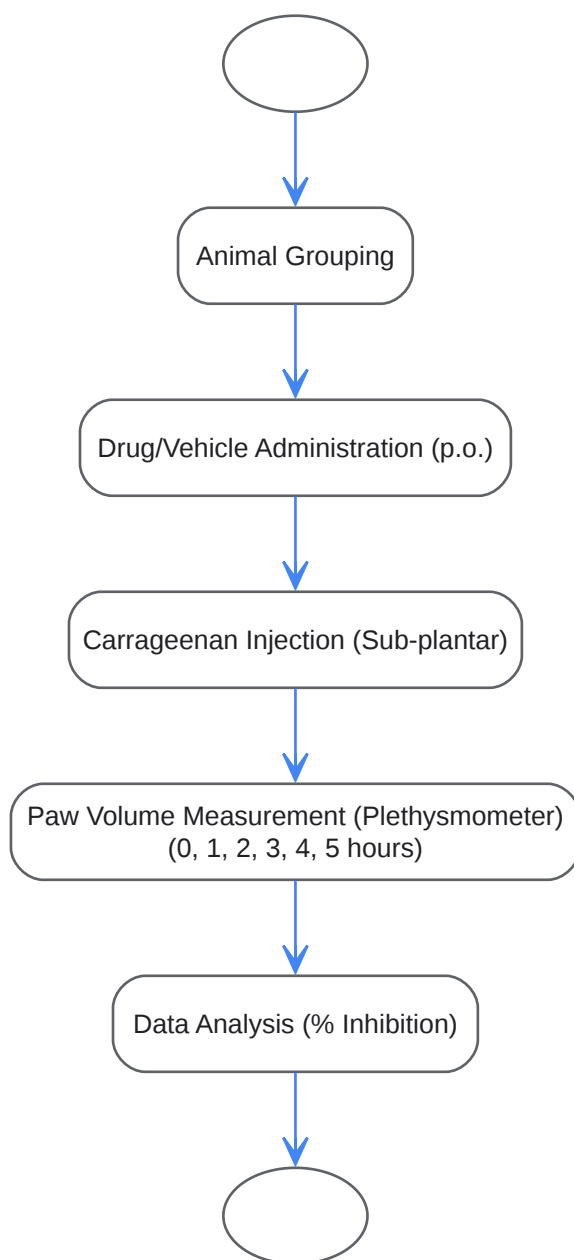 Animal Grouping
Drug/Vehicle Administration (p.o.)
Carrageenan Injection (Sub-plantar)
Paw Volume Measurement (Plethysmometer)
(0, 1, 2, 3, 4, 5 hours)
Data Analysis (% Inhibition)